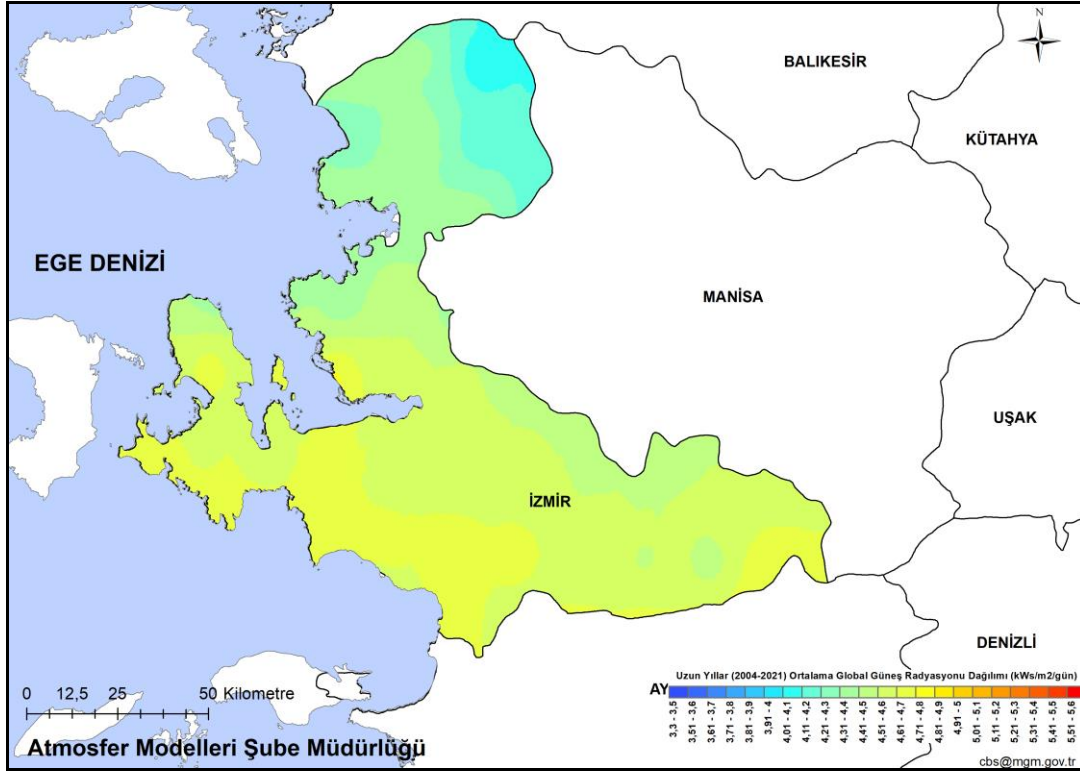 N
BALIKESİR
KÜTAHYA
EGE DENİZİ
MANİSA
UŞAK
İZMİR
DENİZLİ
0 12,5 25 50 Kilometre
Atmosfer Modelleri Şube Müdürlüğü
Uzun Yıllar (2004-2021) Ortalama Global Güneş Radyasyonu Dağılımı (kWs/m2/gün)
AY
3,3 - 3,5
3,51 - 3,6
3,61 - 3,7
3,71 - 3,8
3,81 - 3,9
3,91 - 4
4,01 - 4,1
4,11 - 4,2
4,21 - 4,3
4,31 - 4,4
4,41 - 4,5
4,51 - 4,6
4,61 - 4,7
4,71 - 4,8
4,81 - 4,9
4,91 - 5
5,01 - 5,1
5,11 - 5,2
5,21 - 5,3
5,31 - 5,4
5,41 - 5,5
5,51 - 5,6
cbs@mgm.gov.tr